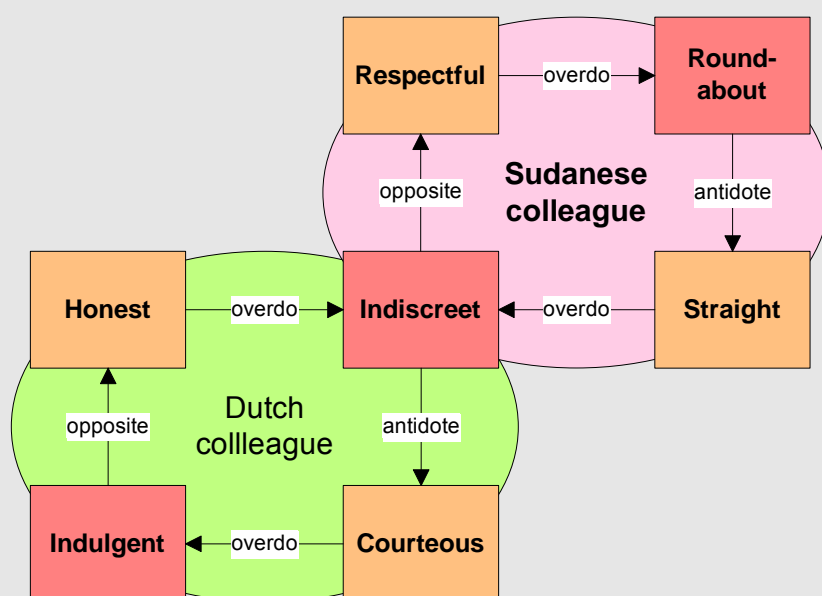 Respectful
overdo
Round-
about
opposite
Sudanese
colleague
antidote
Honest
overdo
Indiscreet
overdo
Straight
opposite
Dutch
collleague
antidote
Indulgent
overdo
Courteous